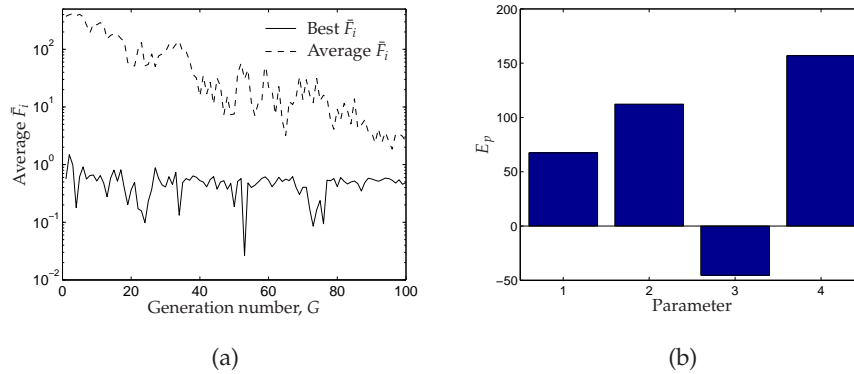 Best F̄ᵢ
Average F̄ᵢ
10²
10¹
10⁰
10⁻¹
10⁻²
Average F̄ᵢ
0 20 40 60 80 100
Generation number, G
(a)
200
150
100
50
0
−50
Eₚ
1 2 3 4
Parameter
(b)